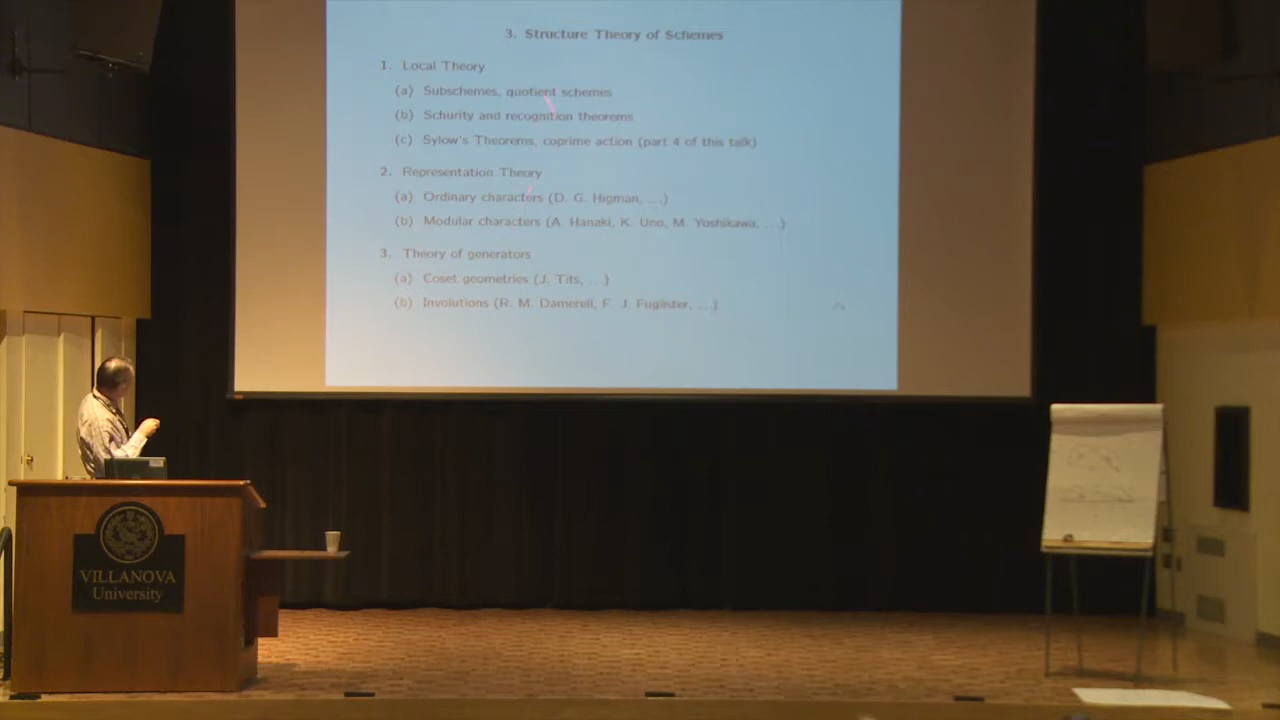 3. Structure Theory of Schemes
1. Local Theory
(a) Subschemes, quotient schemes
(b) Schurity and recognition theorems
(c) Sylow's Theorems, coprime action (part 4 of this talk)
2. Representation Theory
(a) Ordinary characters (D. G. Higman, ...)
(b) Modular characters (A. Hanaki, K. Uno, M. Yoshikawa, ...)
3. Theory of generators
(a) Coset geometries (J. Tits, ...)
(b) Involutions (R. M. Damerell, F. J. Fuglister, ...)
VILLANOVA
University